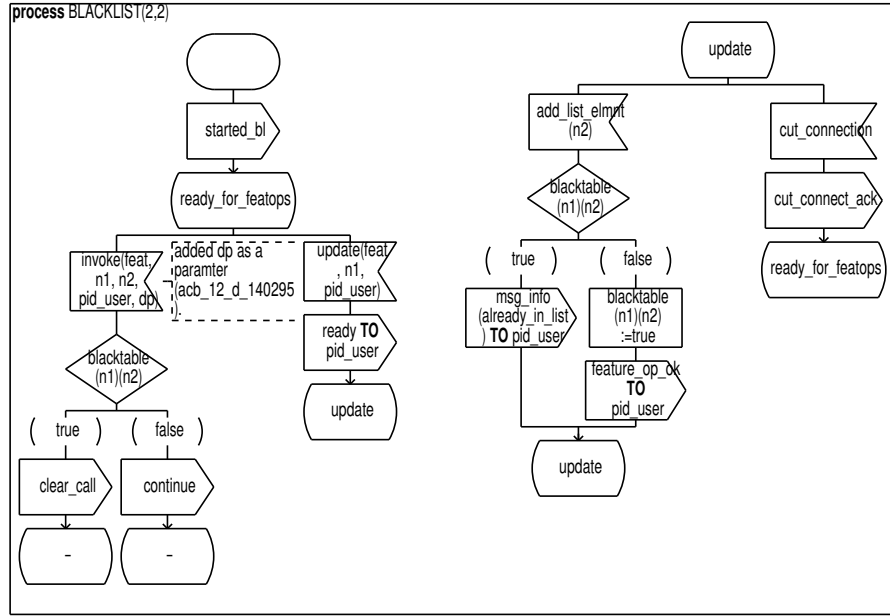 process BLACKLIST(2,2)
started_bl
ready_for_featops
invoke(feat,
n1, n2,
pid_user, dp)
added dp as a
paramter
(acb_12_d_140295
).
update(feat
, n1,
pid_user)
blacktable
(n1)(n2)
ready TO
pid_user
update
( true )
( false )
clear_call
continue
-
-
update
add_list_elmnt
(n2)
cut_connection
blacktable
(n1)(n2)
cut_connect_ack
( true )
( false )
ready_for_featops
msg_info
(already_in_list
) TO pid_user
blacktable
(n1)(n2)
:=true
feature_op_ok
TO
pid_user
update